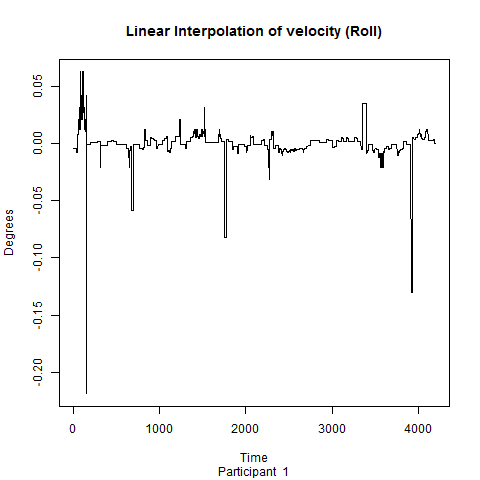 Linear Interpolation of velocity (Roll)
Degrees
0.05
0.00
-0.05
-0.10
-0.15
-0.20
0 1000 2000 3000 4000
Time
Participant 1